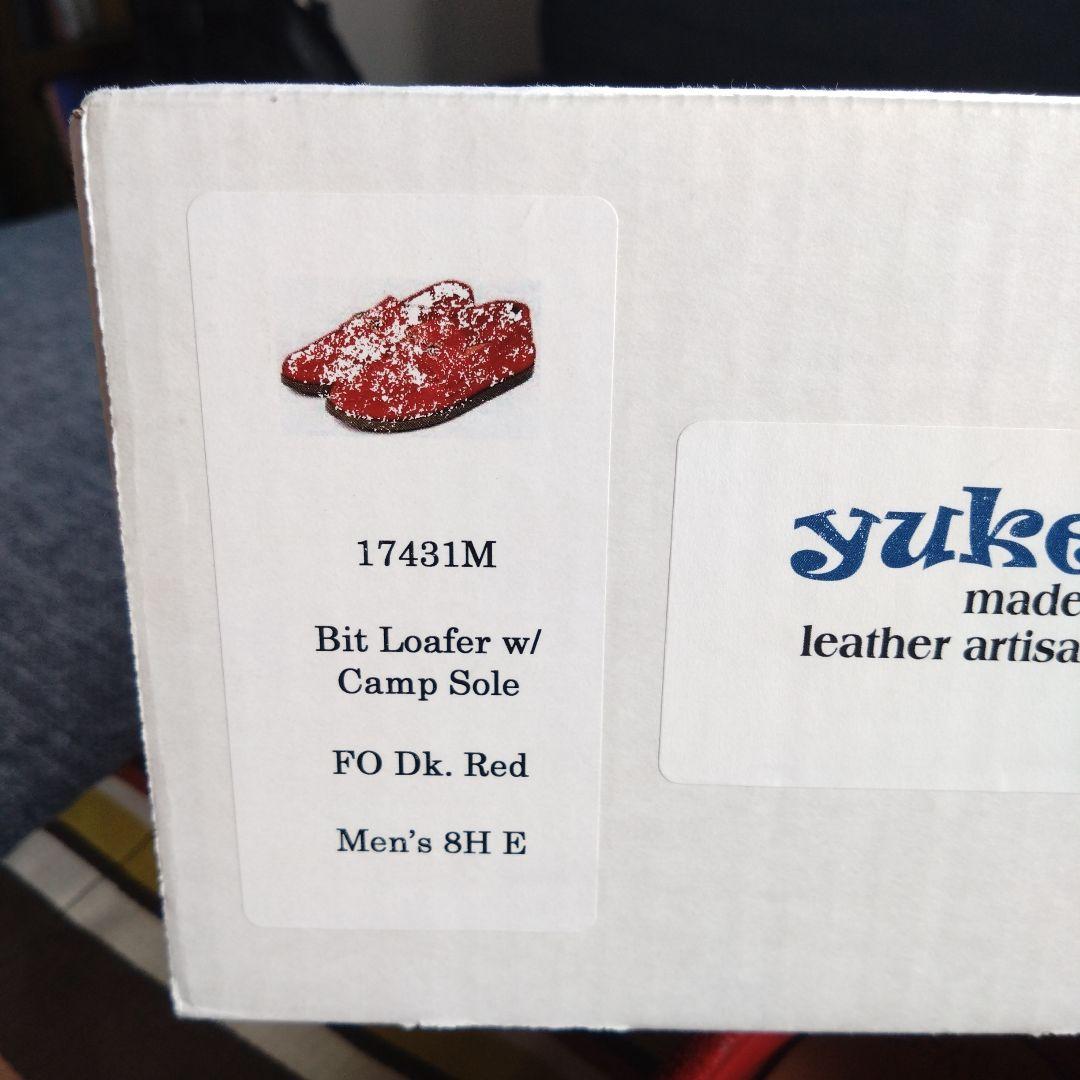 17431M
Bit Loafer w/
Camp Sole
FO Dk. Red
Men's 8H E
yuke
made
leather artisa